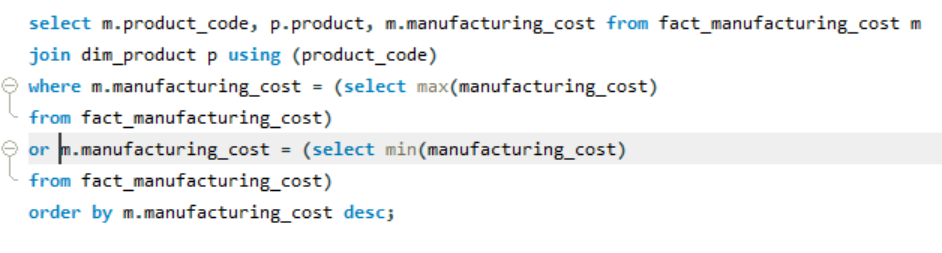 select m.product_code, p.product, m.manufacturing_cost from fact_manufacturing_cost m
join dim_product p using (product_code)
where m.manufacturing_cost = (select max(manufacturing_cost)
from fact_manufacturing_cost)
or m.manufacturing_cost = (select min(manufacturing_cost)
from fact_manufacturing_cost)
order by m.manufacturing_cost desc;